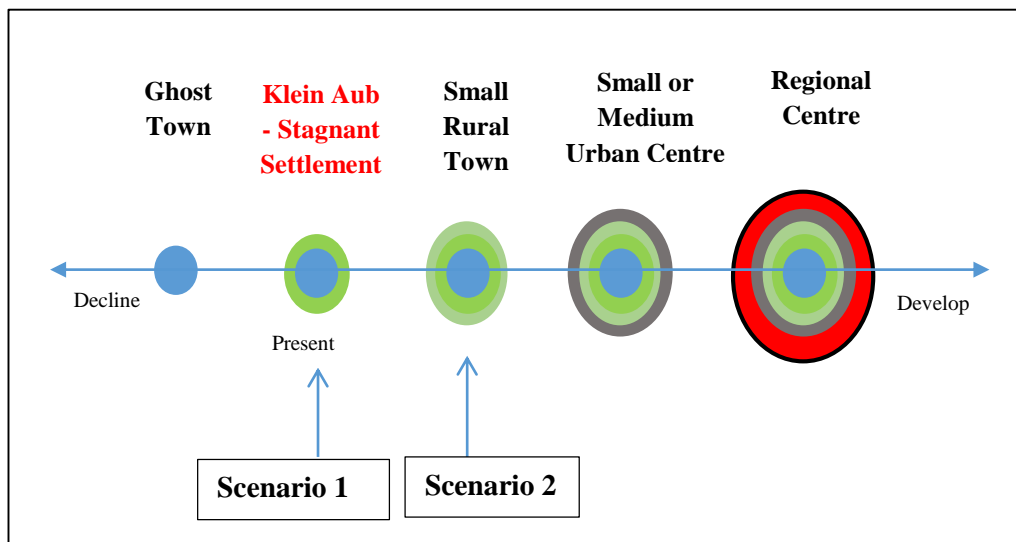 Ghost
Town
Klein Aub
- Stagnant
Settlement
Small
Rural
Town
Small or
Medium
Urban Centre
Regional
Centre
Decline
Present
Develop
Scenario 1
Scenario 2